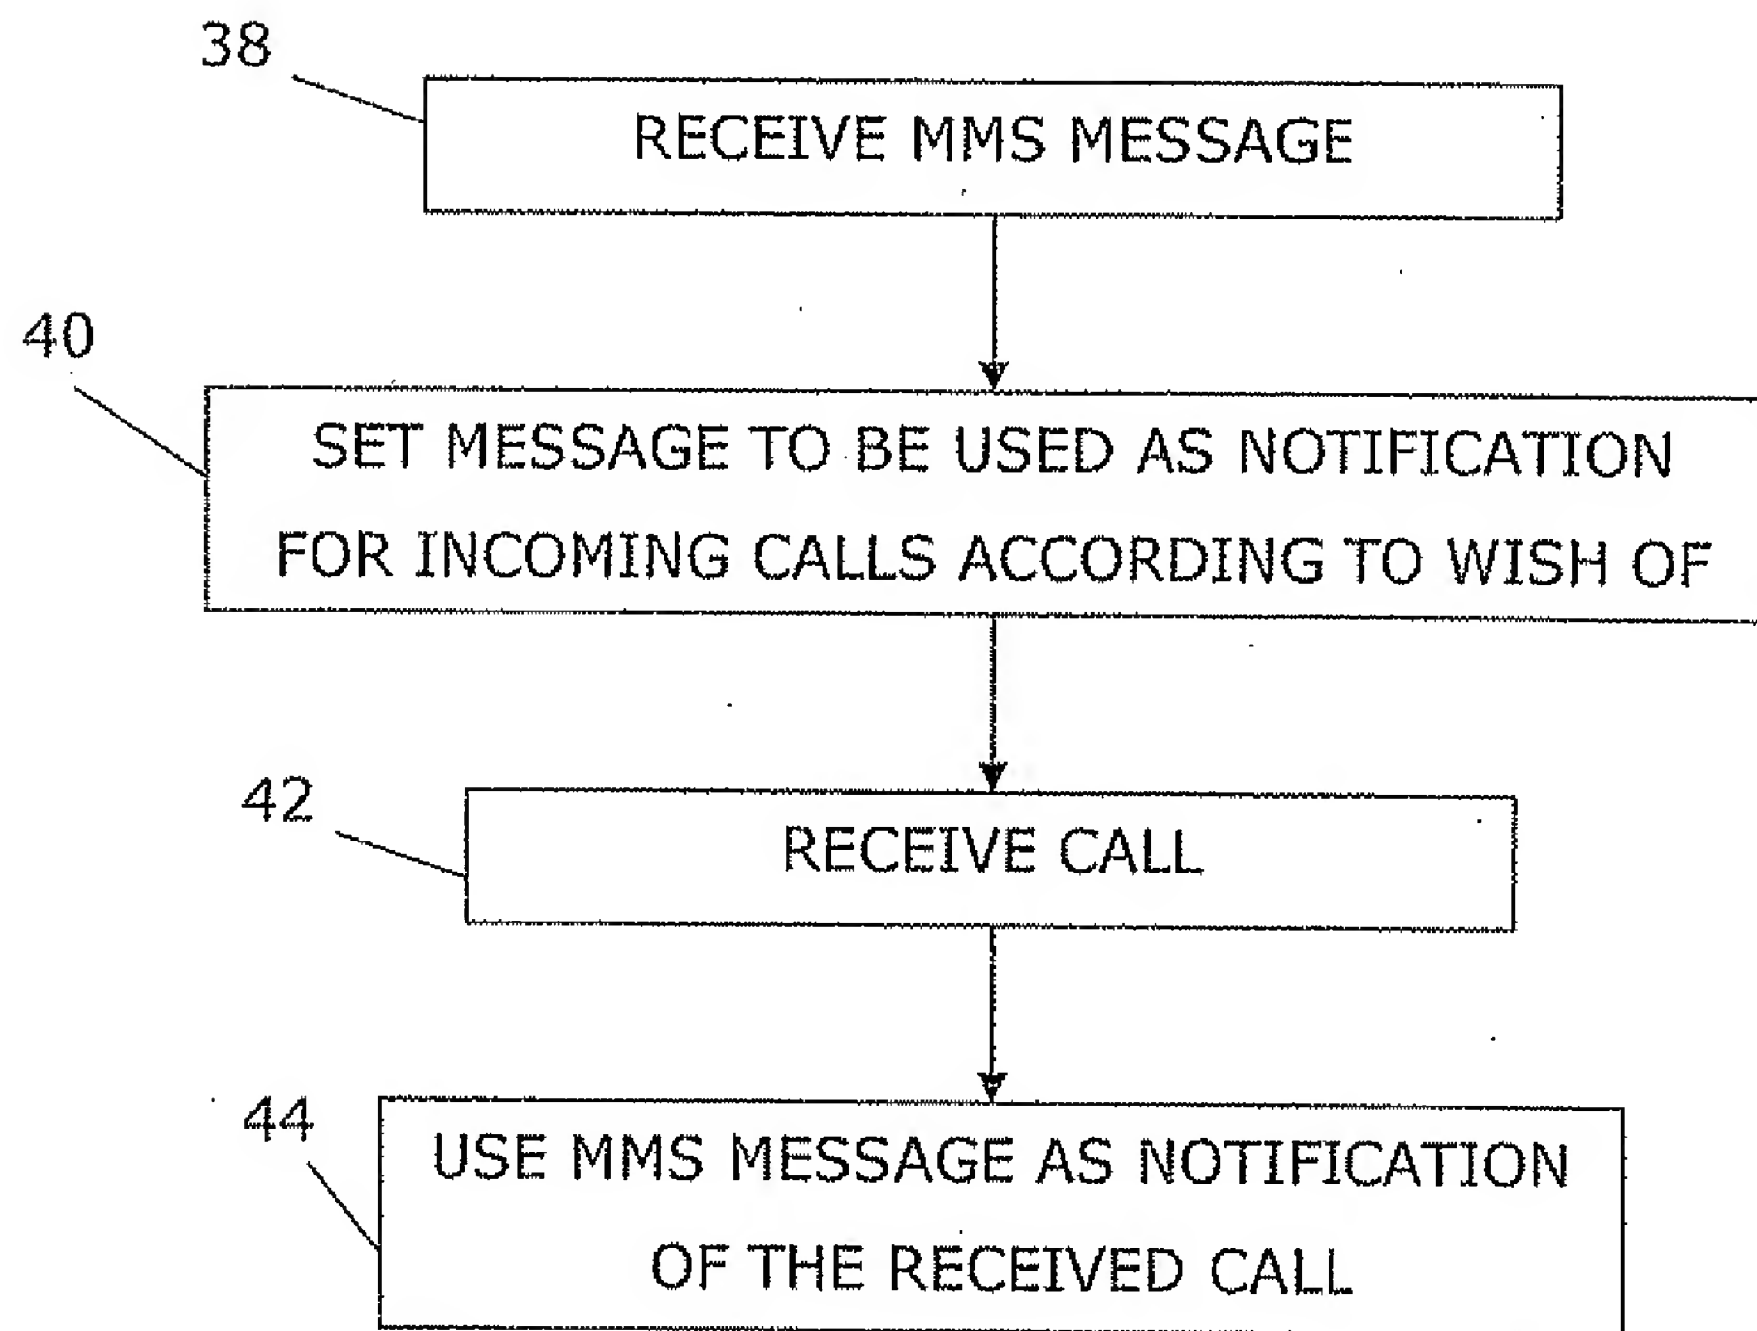 38
RECEIVE MMS MESSAGE
40
SET MESSAGE TO BE USED AS NOTIFICATION
FOR INCOMING CALLS ACCORDING TO WISH OF
42
RECEIVE CALL
44
USE MMS MESSAGE AS NOTIFICATION
OF THE RECEIVED CALL